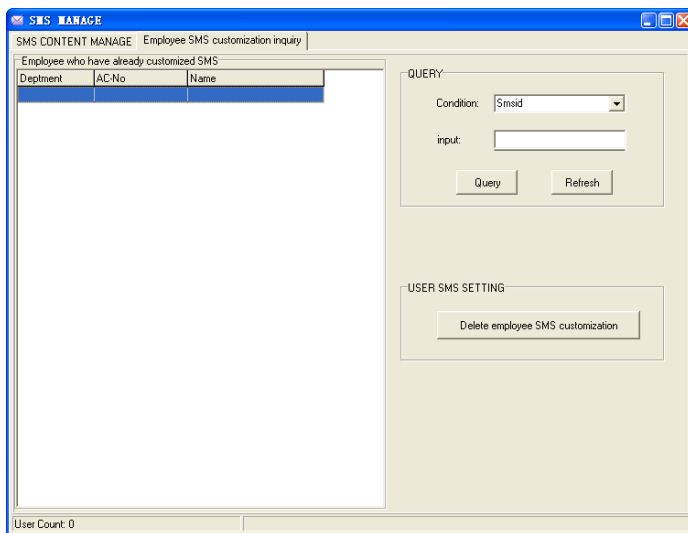 SMS MANAGE
SMS CONTENT MANAGE Employee SMS customization inquiry
Employee who have already customized SMS
Deptment AC-No Name
QUERY
Condition: Smsid
input:
Query Refresh
USER SMS SETTING
Delete employee SMS customization
User Count: 0